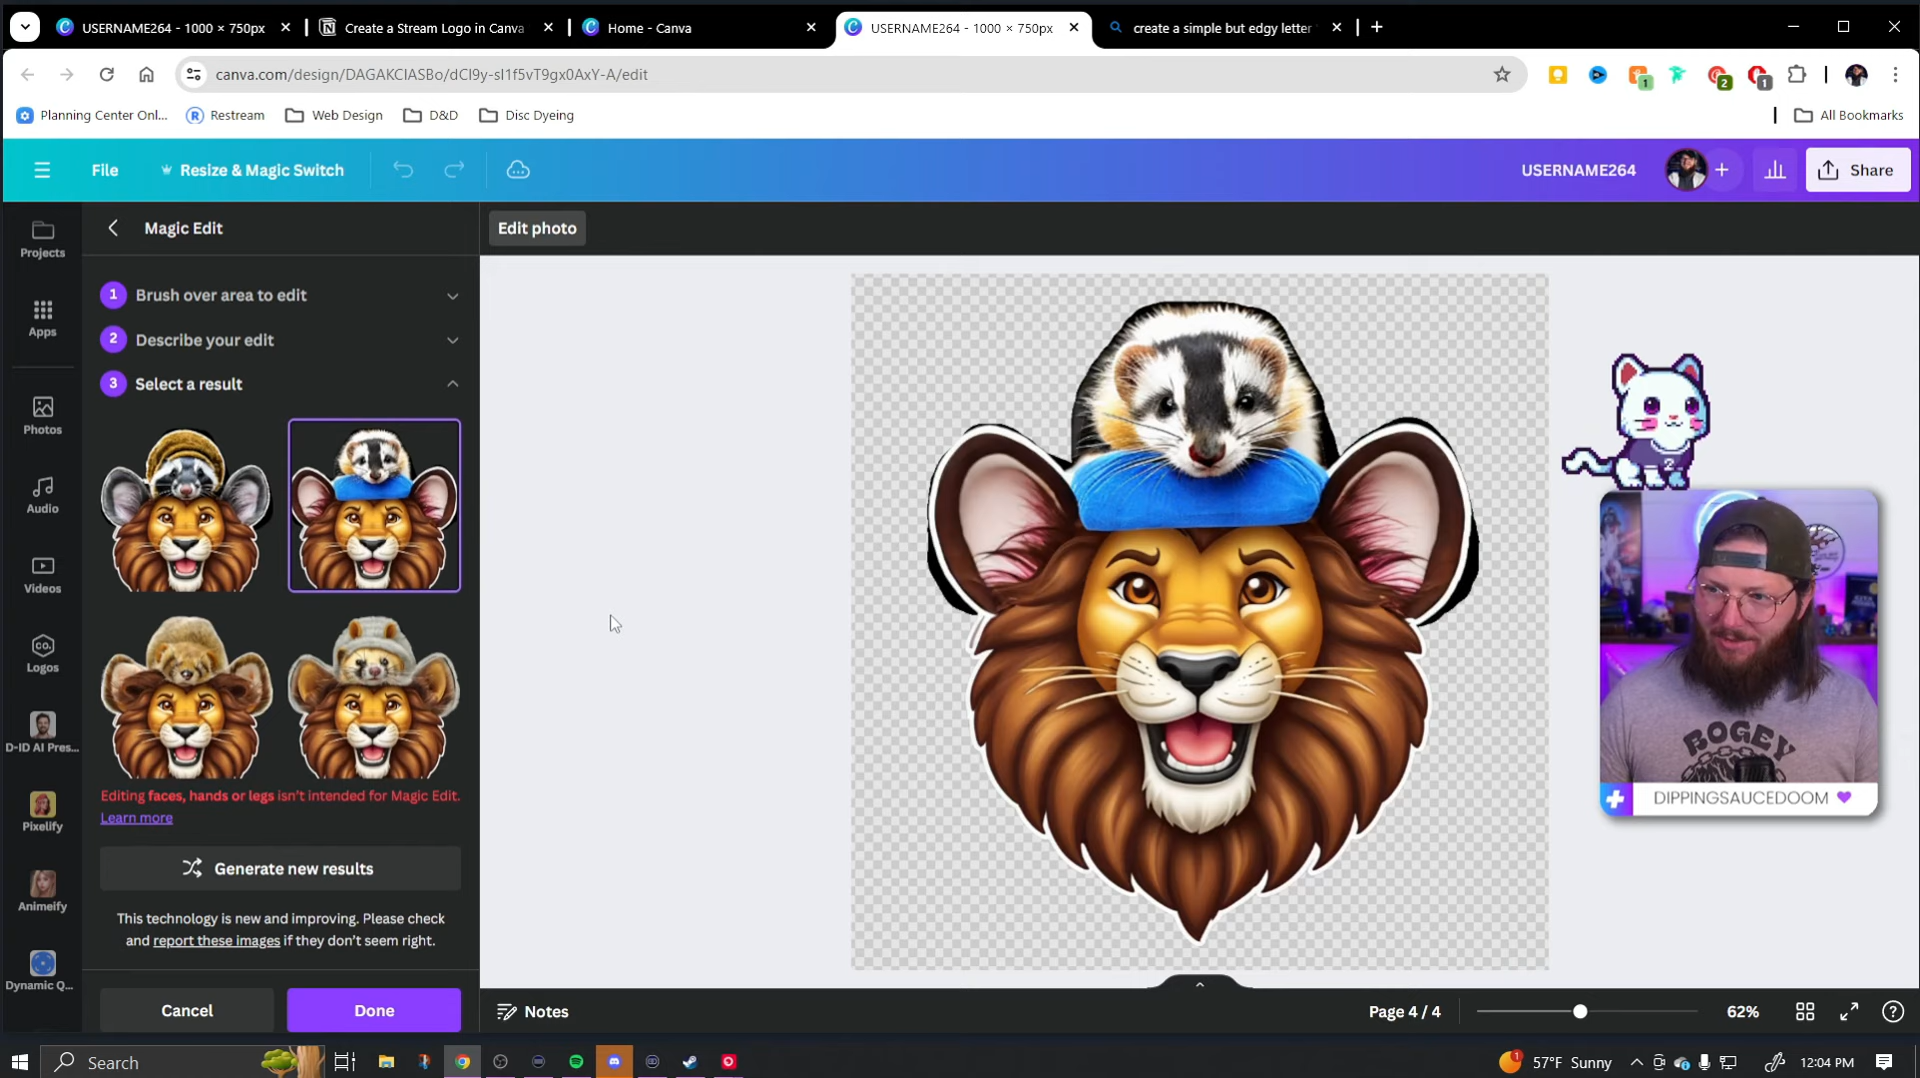 USERNAME264 - 1000 × 750px
Create a Stream Logo in Canva
Home - Canva
USERNAME264 - 1000 × 750px
create a simple but edgy letter
canva.com/design/DAGAKCIASBo/dCI9y-sI1f5vT9gx0AxY-A/edit
1
2
1
Planning Center Onl...
Restream
Web Design
D&D
Disc Dyeing
All Bookmarks
File
Resize & Magic Switch
USERNAME264
Share
Projects
Apps
Photos
Audio
Videos
Logos
D-ID AI Pres...
Pixelify
Animeify
Dynamic Q...
Magic Edit
1 Brush over area to edit
2 Describe your edit
3 Select a result
Editing faces, hands or legs isn't intended for Magic Edit.
Learn more
Generate new results
This technology is new and improving. Please check
and report these images if they don't seem right.
Cancel
Done
Edit photo
2
BOGEY
DIPPINGSAUCEDOOM
Notes
Page 4 / 4
62%
Search
1
57°F Sunny
12:04 PM